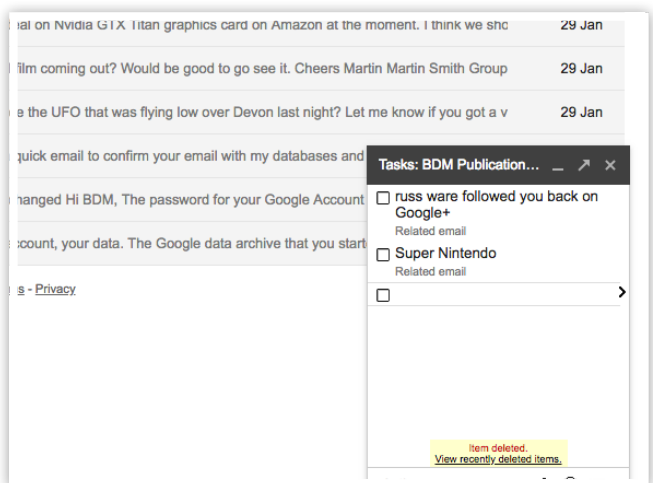 eal on Nvidia GTX Titan graphics card on Amazon at the moment. I think we sho 29 Jan
film coming out? Would be good to go see it. Cheers Martin Martin Smith Group 29 Jan
e the UFO that was flying low over Devon last night? Let me know if you got a v 29 Jan
quick email to confirm your email with my databases and
Tasks: BDM Publication...
hanged Hi BDM, The password for your Google Account
russ ware followed you back on
Google+
Related email
ccount, your data. The Google data archive that you start
Super Nintendo
Related email
s - Privacy
Item deleted.
View recently deleted items.